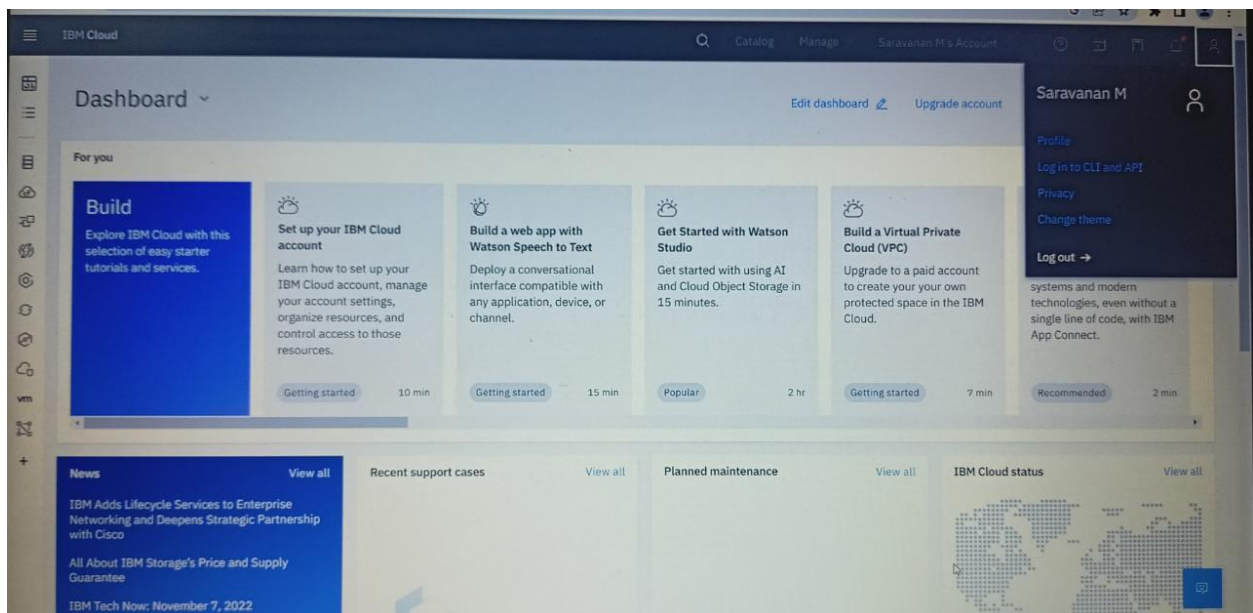 IBM Cloud
Catalog
Manage
Saravanan M's Account
Dashboard
Edit dashboard
Upgrade account
Saravanan M
Profile
Log in to CLI and API
Privacy
Change theme
Log out →
For you
Build
Explore IBM Cloud with this
selection of easy starter
tutorials and services.
Set up your IBM Cloud
account
Learn how to set up your
IBM Cloud account, manage
your account settings,
organize resources, and
control access to those
resources.
Getting started
10 min
Build a web app with
Watson Speech to Text
Deploy a conversational
interface compatible with
any application, device, or
channel.
Getting started
15 min
Get Started with Watson
Studio
Get started with using AI
and Cloud Object Storage in
15 minutes.
Popular
2 hr
Build a Virtual Private
Cloud (VPC)
Upgrade to a paid account
to create your your own
protected space in the IBM
Cloud.
Getting started
7 min
systems and modern
technologies, even without a
single line of code, with IBM
App Connect.
Recommended
2 min
vm
News
View all
IBM Adds Lifecycle Services to Enterprise
Networking and Deepens Strategic Partnership
with Cisco
All About IBM Storage's Price and Supply
Guarantee
IBM Tech Now: November 7, 2022
Recent support cases
View all
Planned maintenance
View all
IBM Cloud status
View all